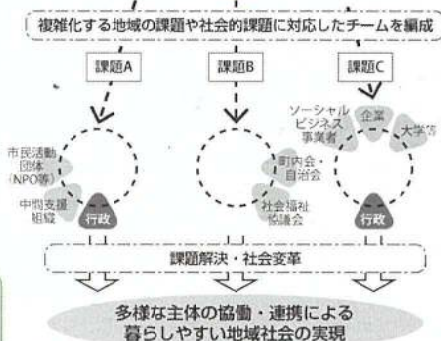 複雑化する地域の課題や社会的課題に対応したチームを編成
課題A
課題B
課題C
市民活動
団体
(NPO等)
中間支援
組織
行政
町内会・
自治会
社会福祉
協議会
ソーシャル
ビジネス
事業者
企業
大学等
行政
課題解決・社会変革
多様な主体の協働・連携による
暮らしやすい地域社会の実現